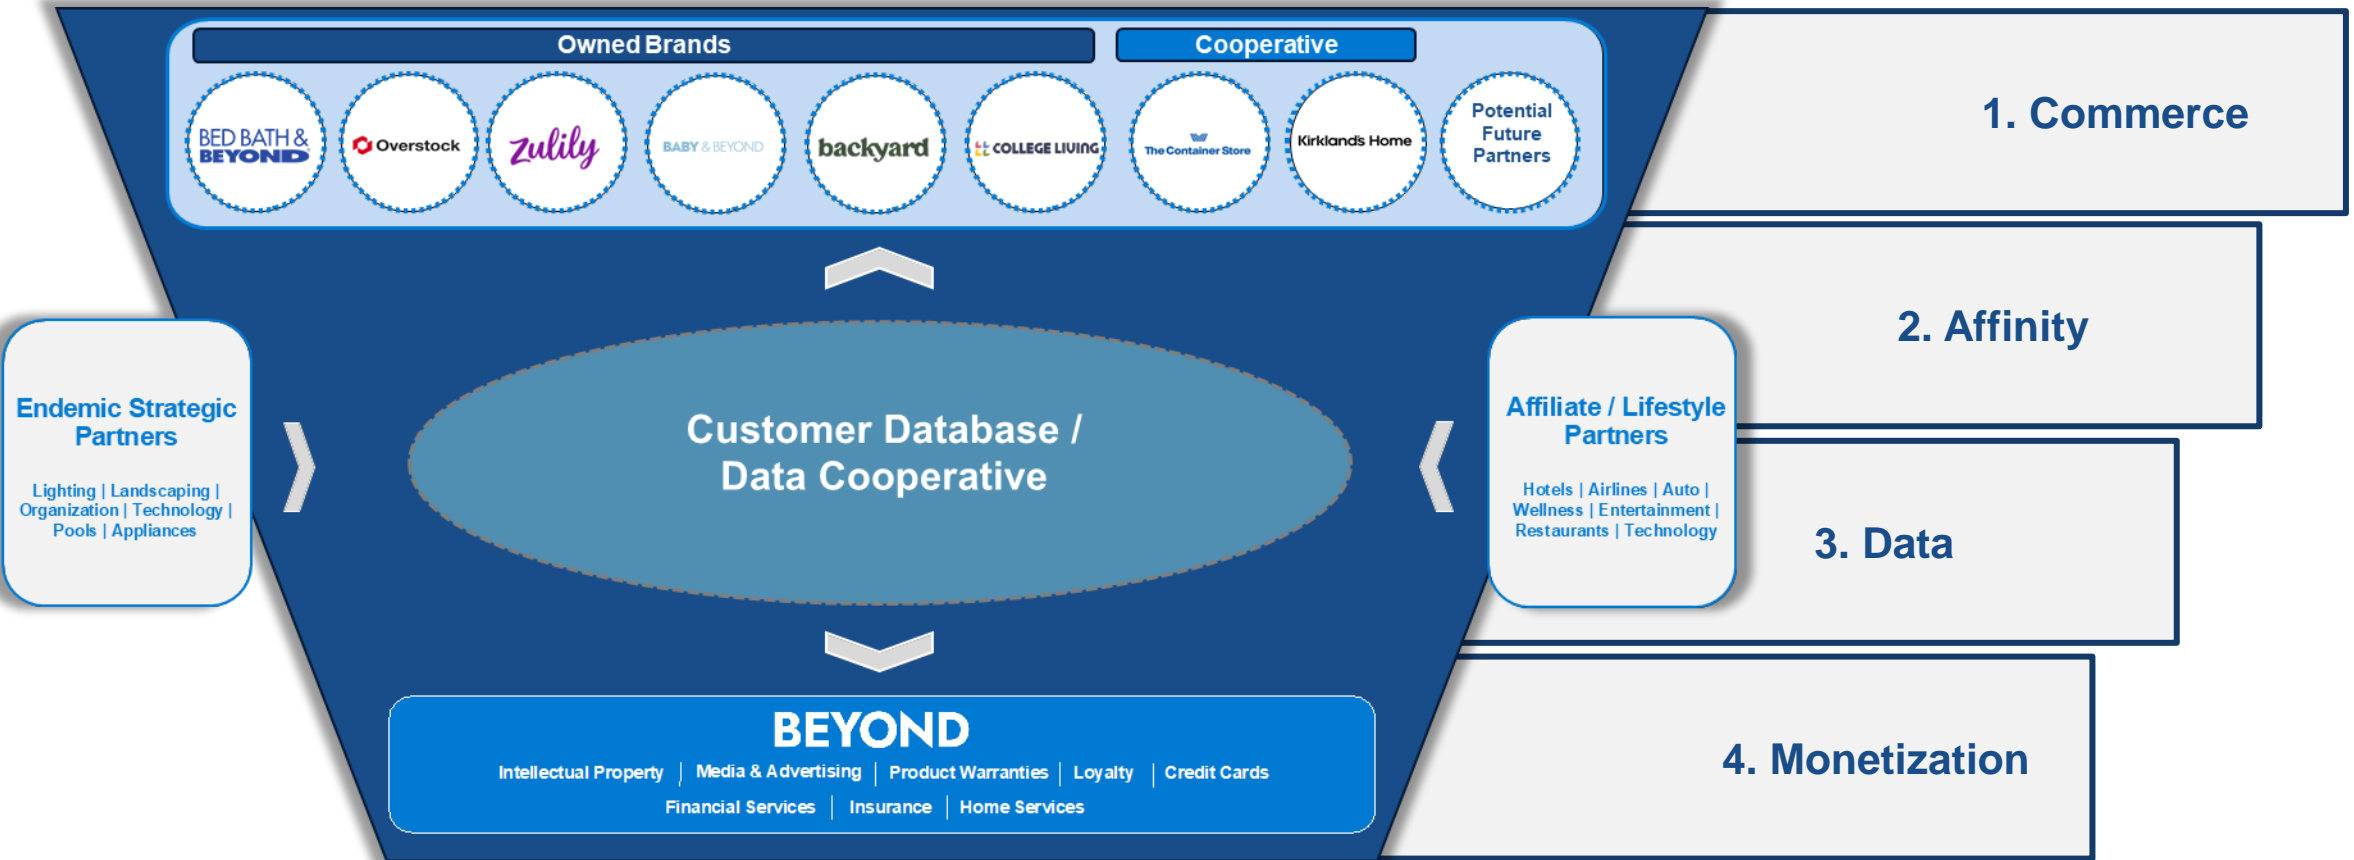 Owned Brands
Cooperative
BED BATH &
BEYOND
Overstock
zulily
BABY & BEYOND
backyard
COLLEGE LIVING
The Container Store
Kirkland's Home
Potential
Future
Partners
1. Commerce
2. Affinity
Endemic Strategic
Partners
Lighting | Landscaping |
Organization | Technology |
Pools | Appliances
Customer Database /
Data Cooperative
Affiliate / Lifestyle
Partners
Hotels | Airlines | Auto |
Wellness | Entertainment |
Restaurants | Technology
3. Data
BEYOND
Intellectual Property | Media & Advertising | Product Warranties | Loyalty | Credit Cards
Financial Services | Insurance | Home Services
4. Monetization